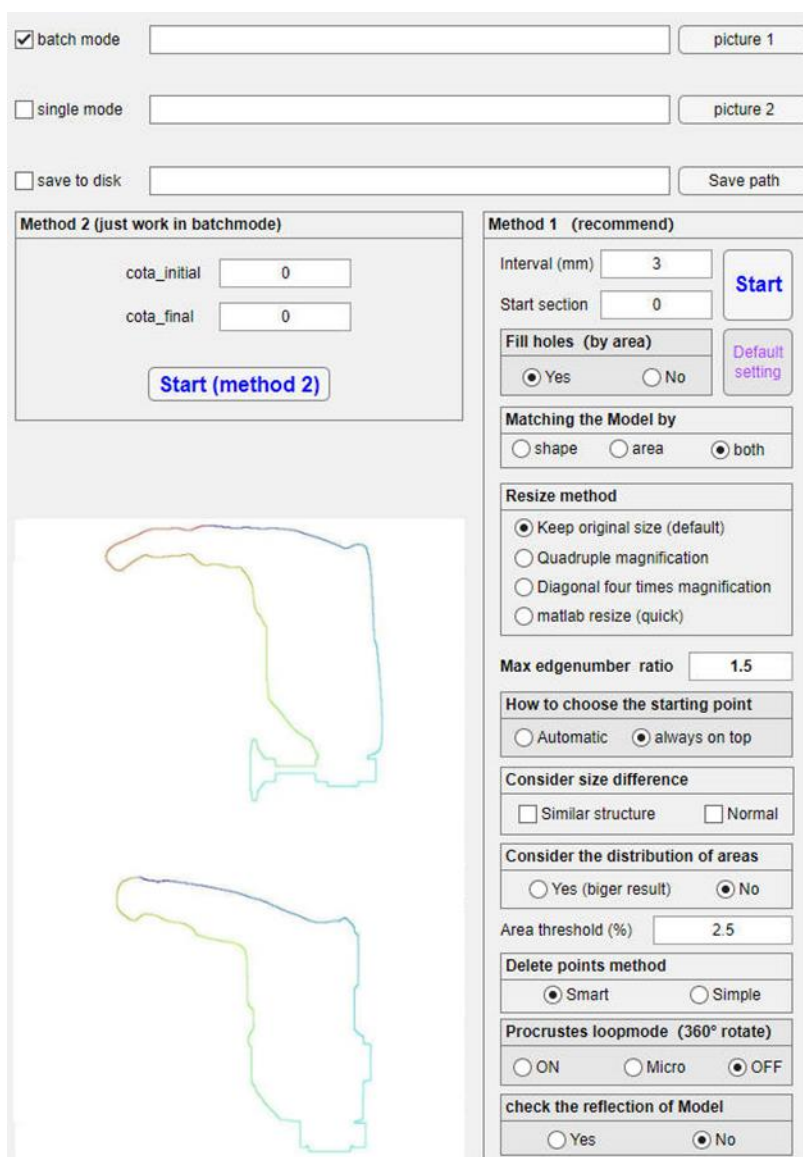 batch mode picture 1
single mode picture 2
save to disk Save path
Method 2 (just work in batchmode)
cota_initial 0
cota_final 0
Start (method 2)
Method 1 (recommend)
Interval (mm) 3
Start section 0
Start
Fill holes (by area)
Yes No
Default
setting
Matching the Model by
shape area both
Resize method
Keep original size (default)
Quadruple magnification
Diagonal four times magnification
matlab resize (quick)
Max edgenumber ratio 1.5
How to choose the starting point
Automatic always on top
Consider size difference
Similar structure Normal
Consider the distribution of areas
Yes (biger result) No
Area threshold (%) 2.5
Delete points method
Smart Simple
Procrustes loopmode (360° rotate)
ON Micro OFF
check the reflection of Model
Yes No